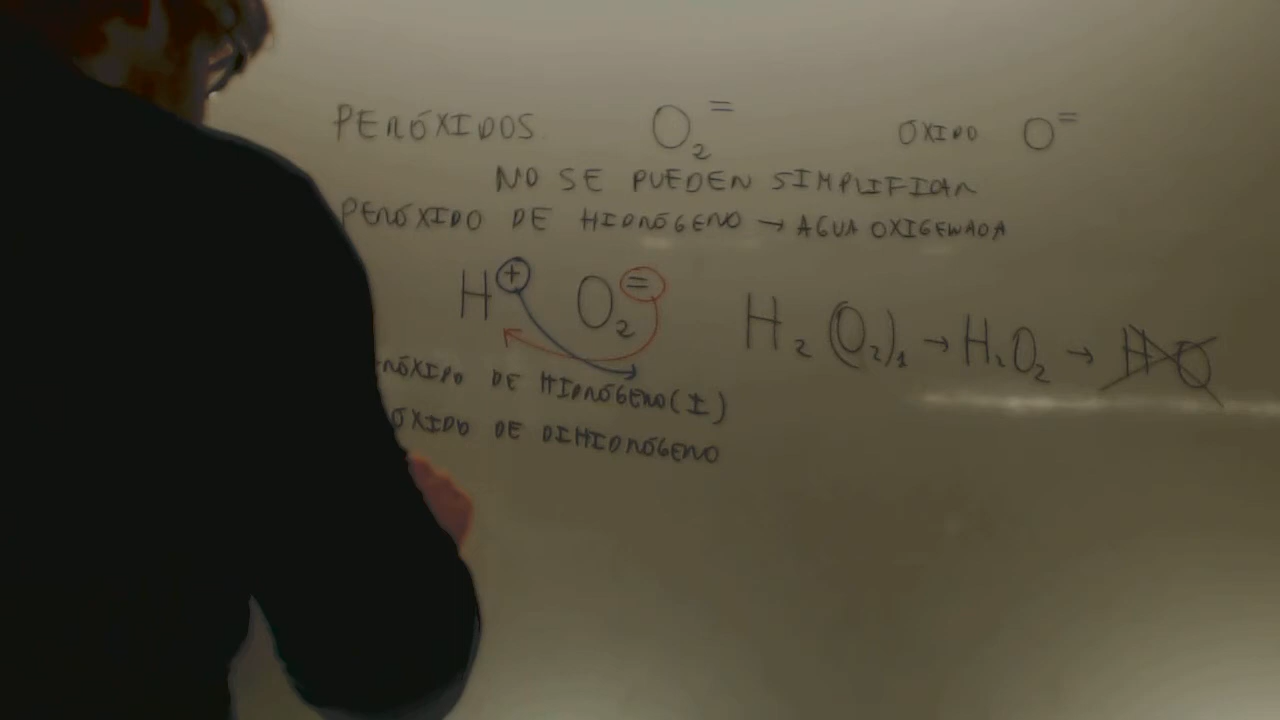 PERÓXIDOS O₂⁼ ÓXIDO O⁼
NO SE PUEDEN SIMPLIFICAR
PERÓXIDO DE HIDRÓGENO → AGUA OXIGENADA
H⁺ O₂⁼ H₂(O₂)₁ → H₂O₂ → HO
RÓXIDO DE HIDRÓGENO(I)
ÓXIDO DE DIHIDRÓGENO